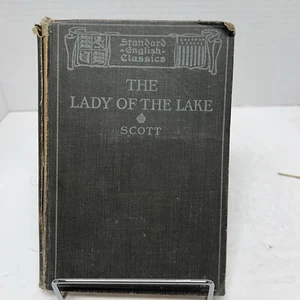 Standard
English
Classics
THE
LADY OF THE LAKE
SCOTT